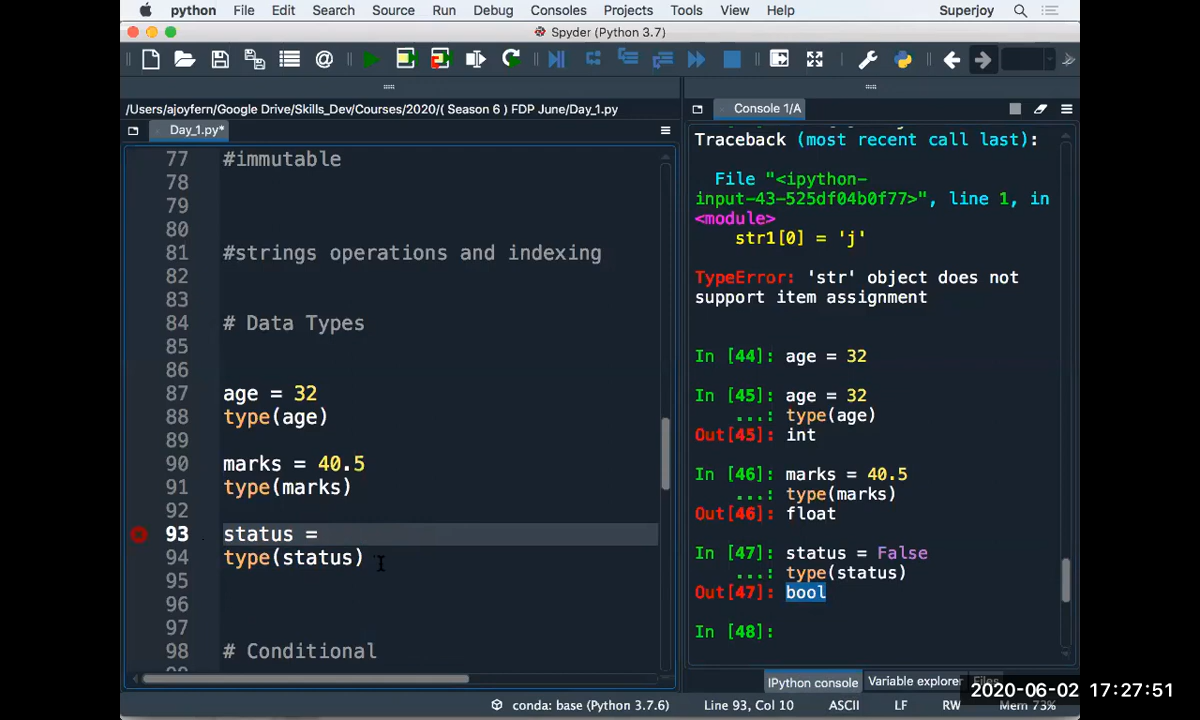 python File Edit Search Source Run Debug Consoles Projects Tools View Help Superjoy
Spyder (Python 3.7)
/Users/ajoyfern/Google Drive/Skills_Dev/Courses/2020/( Season 6 ) FDP June/Day_1.py
Day_1.py*
77 #immutable
78
79
80
81 #strings operations and indexing
82
83
84 # Data Types
85
86
87 age = 32
88 type(age)
89
90 marks = 40.5
91 type(marks)
92
93 status =
94 type(status)
95
96
97
98 # Conditional
Console 1/A
Traceback (most recent call last):
File "<ipython-
input-43-525df04b0f77>", line 1, in
<module>
str1[0] = 'j'
TypeError: 'str' object does not
support item assignment
In [44]: age = 32
In [45]: age = 32
...: type(age)
Out[45]: int
In [46]: marks = 40.5
...: type(marks)
Out[46]: float
In [47]: status = False
...: type(status)
Out[47]: bool
In [48]:
IPython console Variable explorer Files
conda: base (Python 3.7.6) Line 93, Col 10 ASCII LF RW Mem 73%
2020-06-02 17:27:51